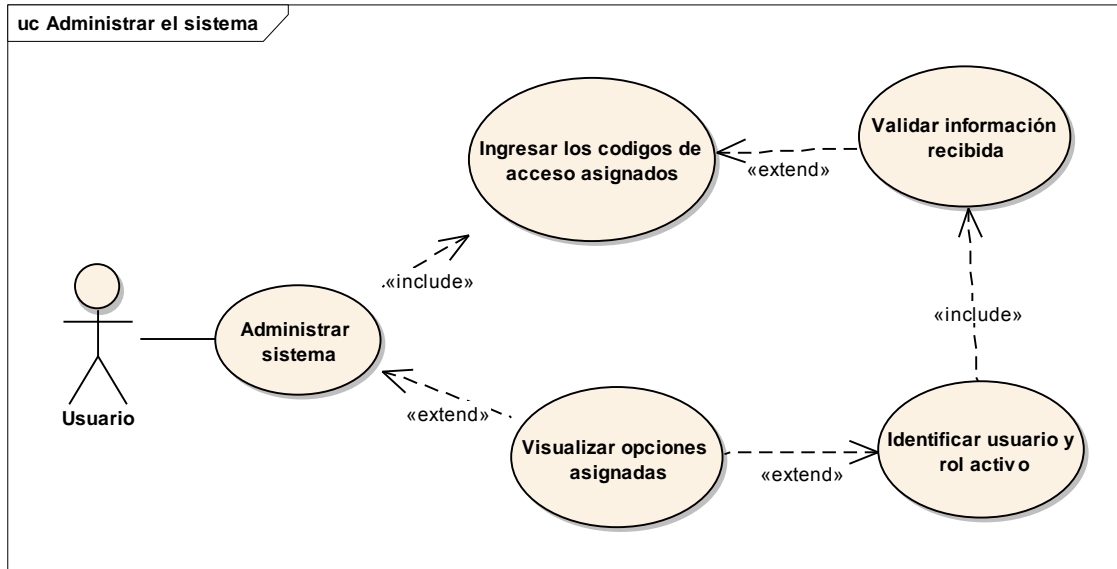 uc Administrar el sistema
Ingresar los codigos de
acceso asignados
Validar información
recibida
«extend»
«include»
«include»
Administrar
sistema
Usuario
«extend»
Visualizar opciones
asignadas
«extend»
Identificar usuario y
rol activo